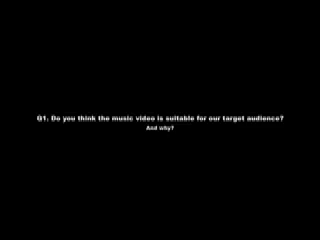 Q1. Do you think the music video is suitable for our target audience?
And why?